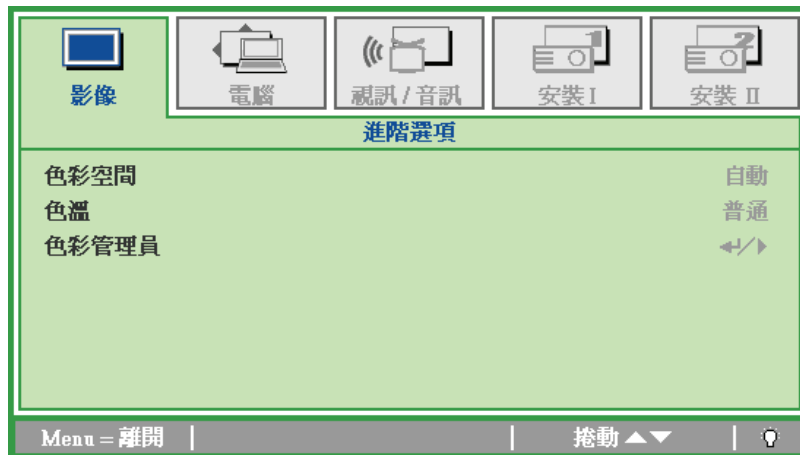 影像
電腦
視訊 / 音訊
安裝 I
安裝 II
進階選項
色彩空間 自動
色溫 普通
色彩管理員
Menu = 離開 捲動